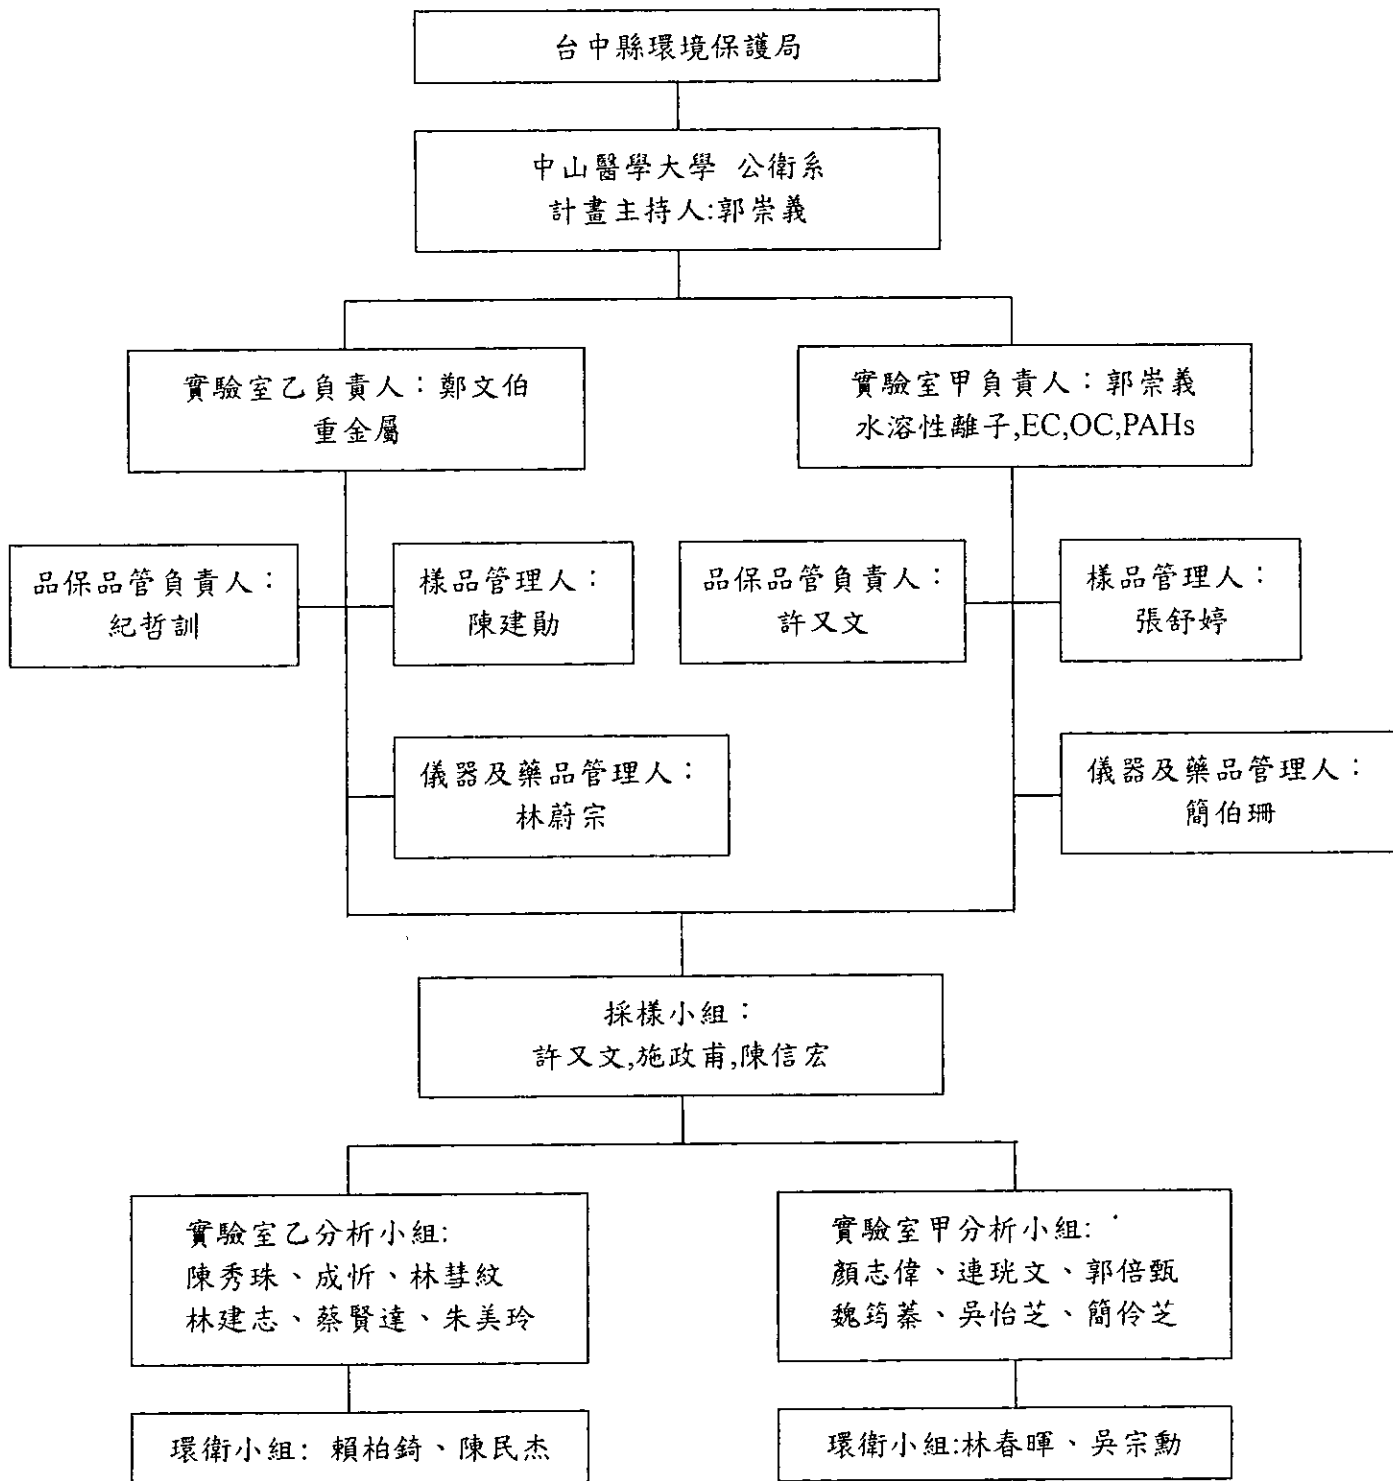 台中縣環境保護局
中山醫學大學 公衛系
計畫主持人:郭崇義
實驗室乙負責人：鄭文伯
重金屬
實驗室甲負責人：郭崇義
水溶性離子,EC,OC,PAHs
品保品管負責人：
紀哲訓
樣品管理人：
陳建勛
品保品管負責人：
許又文
樣品管理人：
張舒婷
儀器及藥品管理人：
林蔚宗
儀器及藥品管理人：
簡伯珊
採樣小組：
許又文,施政甫,陳信宏
實驗室乙分析小組:
陳秀珠、成忻、林彗紋
林建志、蔡賢達、朱美玲
實驗室甲分析小組:
顏志偉、連珖文、郭倍甄
魏筠蓁、吳怡芝、簡伶芝
環衛小組: 賴柏錡、陳民杰
環衛小組:林春暉、吳宗勳